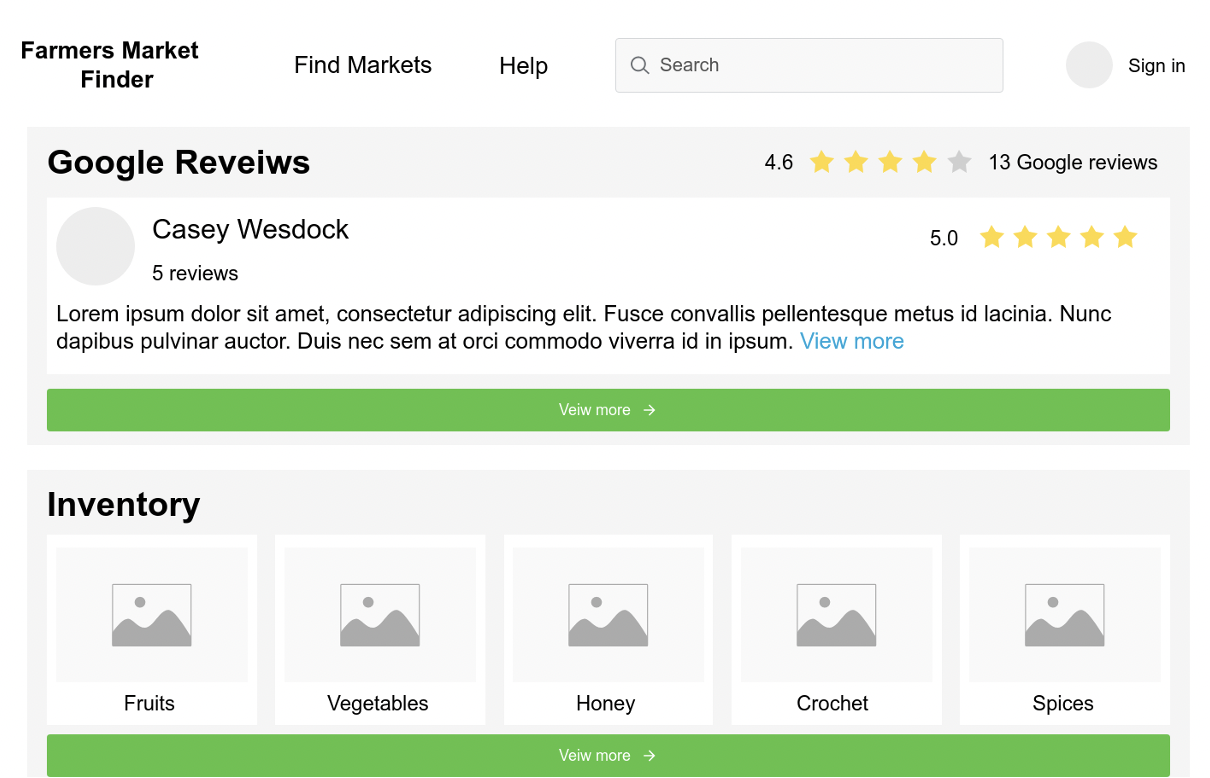 Farmers Market
Finder
Find Markets
Help
Search
Sign in
Google Reveiws
4.6
13 Google reviews
Casey Wesdock
5.0
5 reviews
Lorem ipsum dolor sit amet, consectetur adipiscing elit. Fusce convallis pellentesque metus id lacinia. Nunc
dapibus pulvinar auctor. Duis nec sem at orci commodo viverra id in ipsum. View more
Veiw more →
Inventory
Fruits
Vegetables
Honey
Crochet
Spices
Veiw more →